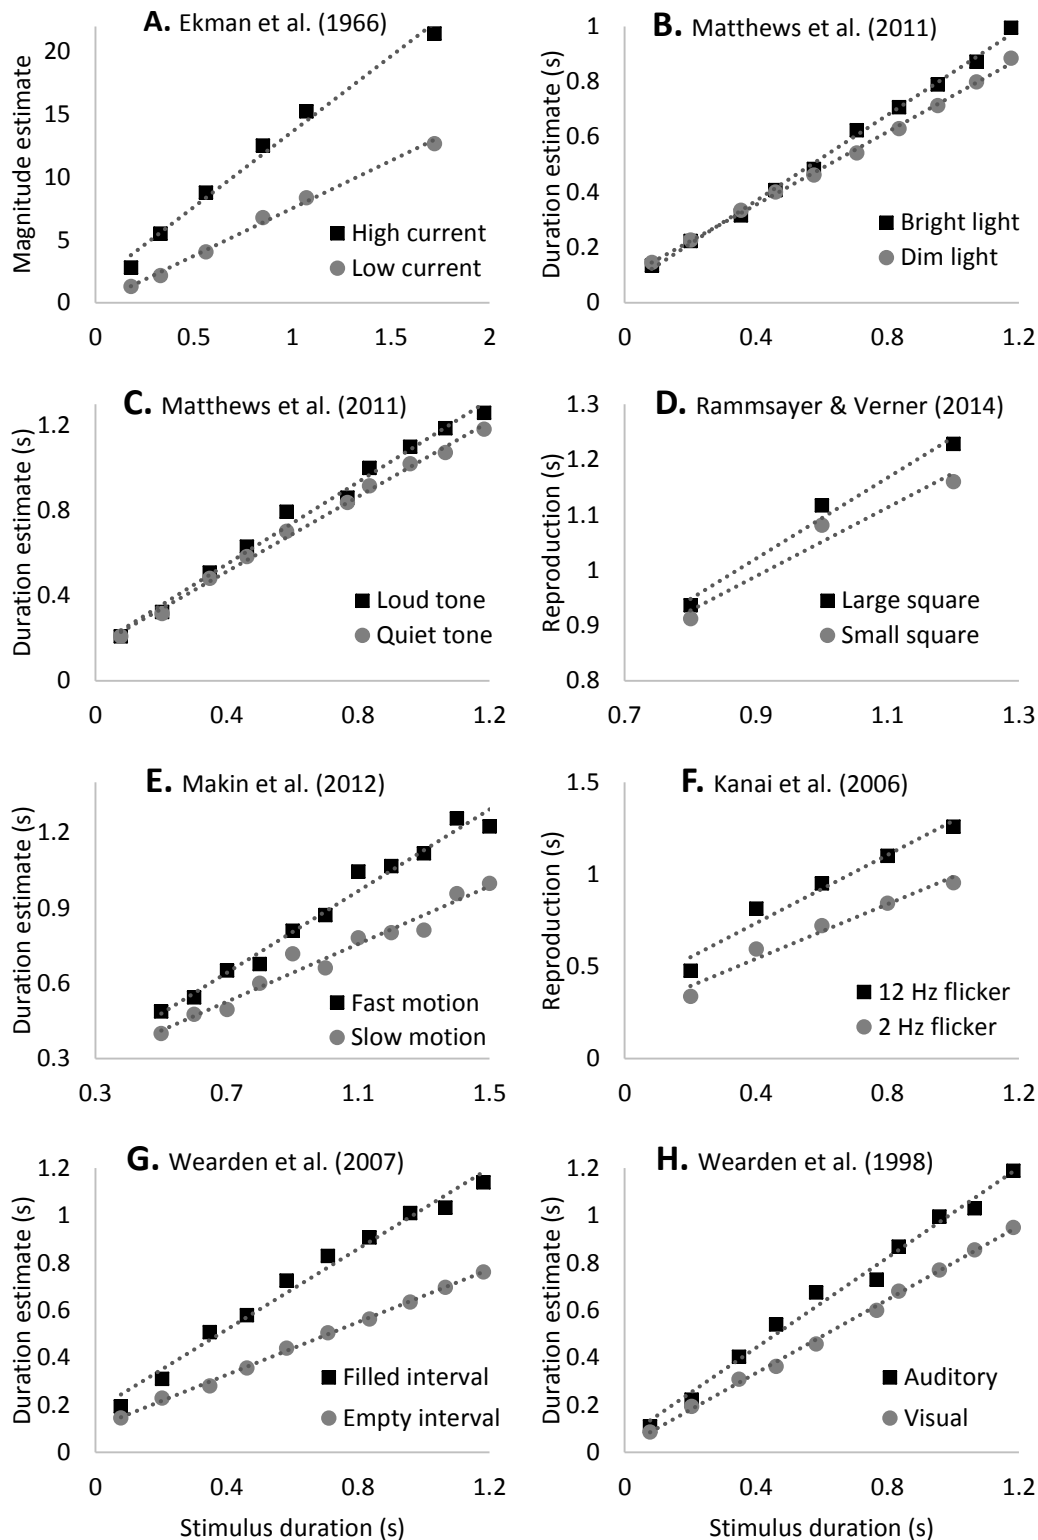 A. Ekman et al. (1966)
Magnitude estimate
20
15
10
5
0
High current
Low current
0 0.5 1 1.5 2
B. Matthews et al. (2011)
Duration estimate (s)
1
0.8
0.6
0.4
0.2
0
Bright light
Dim light
0 0.4 0.8 1.2
C. Matthews et al. (2011)
Duration estimate (s)
1.2
0.8
0.4
0
Loud tone
Quiet tone
0 0.4 0.8 1.2
D. Rammsayer & Verner (2014)
Reproduction (s)
1.3
1.2
1.1
1
0.9
0.8
Large square
Small square
0.7 0.9 1.1 1.3
E. Makin et al. (2012)
Duration estimate (s)
1.2
0.9
0.6
0.3
Fast motion
Slow motion
0.3 0.7 1.1 1.5
F. Kanai et al. (2006)
Reproduction (s)
1.5
1
0.5
0
12 Hz flicker
2 Hz flicker
0 0.4 0.8 1.2
G. Wearden et al. (2007)
Duration estimate (s)
1.2
1
0.8
0.6
0.4
0.2
0
Filled interval
Empty interval
0 0.4 0.8 1.2
Stimulus duration (s)
H. Wearden et al. (1998)
Duration estimate (s)
1.2
1
0.8
0.6
0.4
0.2
0
Auditory
Visual
0 0.4 0.8 1.2
Stimulus duration (s)